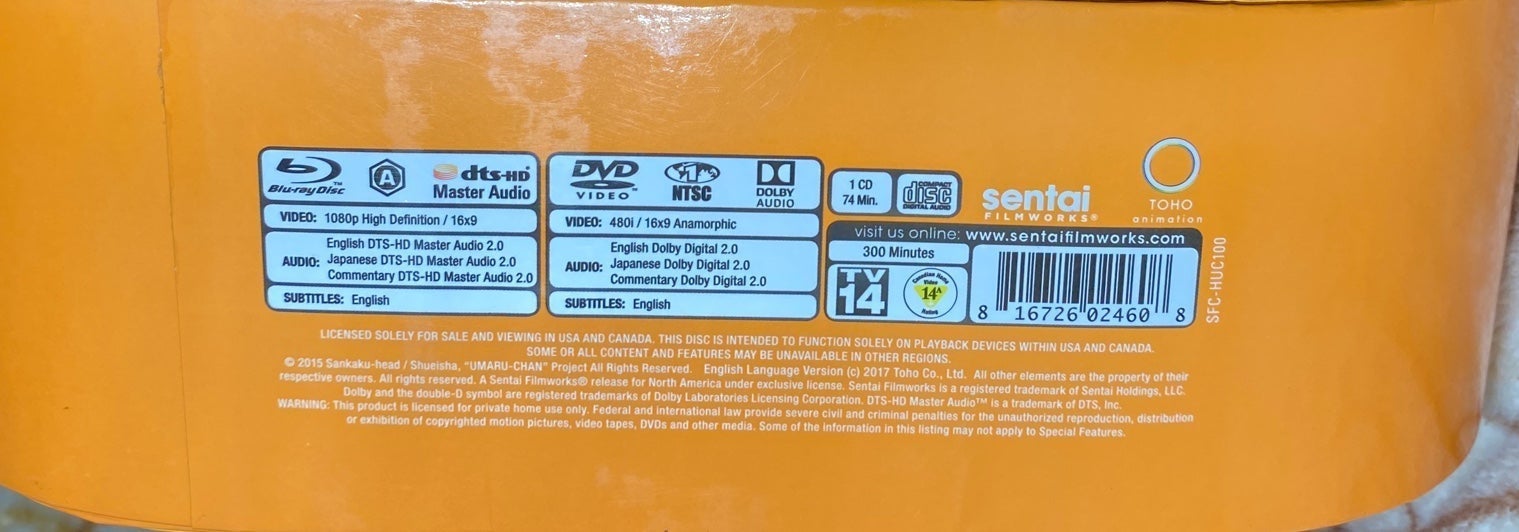 Blu-ray Disc™
A
dts-HD
Master Audio
VIDEO: 1080p High Definition / 16x9
English DTS-HD Master Audio 2.0
AUDIO: Japanese DTS-HD Master Audio 2.0
Commentary DTS-HD Master Audio 2.0
SUBTITLES: English
DVD
VIDEO™
1
NTSC
DOLBY
AUDIO
VIDEO: 480i / 16x9 Anamorphic
English Dolby Digital 2.0
AUDIO: Japanese Dolby Digital 2.0
Commentary Dolby Digital 2.0
SUBTITLES: English
1 CD
74 Min.
COMPACT
disc
DIGITAL AUDIO
sentai
FILMWORKS®
TOHO
animation
visit us online: www.sentaifilmworks.com
300 Minutes
TV
14
Canadian Home
Video
14A
8 16726 02460 8
SFC-HUC100
LICENSED SOLELY FOR SALE AND VIEWING IN USA AND CANADA. THIS DISC IS INTENDED TO FUNCTION SOLELY ON PLAYBACK DEVICES WITHIN USA AND CANADA.
SOME OR ALL CONTENT AND FEATURES MAY BE UNAVAILABLE IN OTHER REGIONS.
© 2015 Sankaku-head / Shueisha, "UMARU-CHAN" Project All Rights Reserved. English Language Version (c) 2017 Toho Co., Ltd. All other elements are the property of their
respective owners. All rights reserved. A Sentai Filmworks® release for North America under exclusive license. Sentai Filmworks is a registered trademark of Sentai Holdings, LLC.
Dolby and the double-D symbol are registered trademarks of Dolby Laboratories Licensing Corporation. DTS-HD Master Audio™ is a trademark of DTS, Inc.
WARNING: This product is licensed for private home use only. Federal and international law provide severe civil and criminal penalties for the unauthorized reproduction, distribution
or exhibition of copyrighted motion pictures, video tapes, DVDs and other media. Some of the information in this listing may not apply to Special Features.